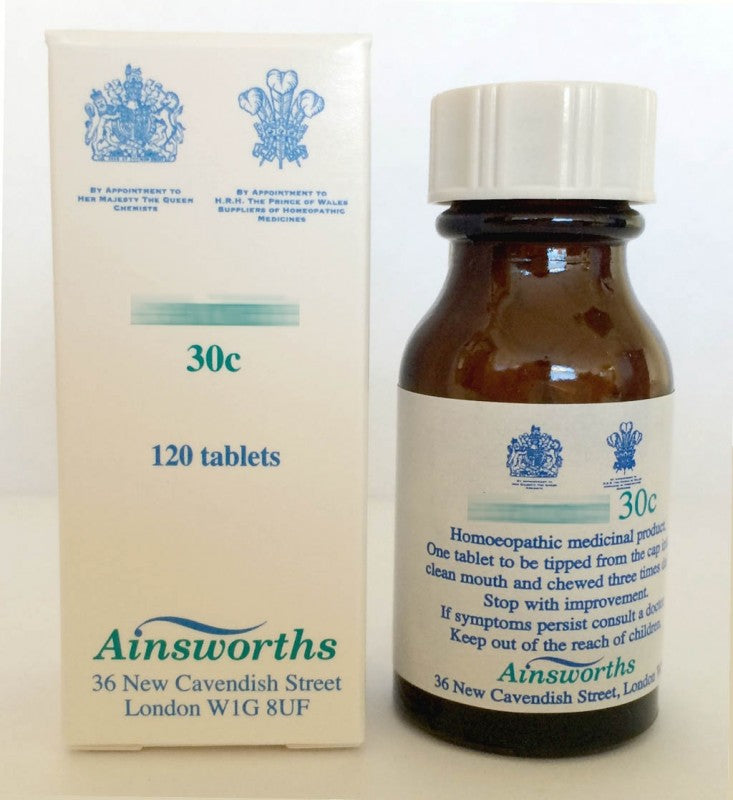 BY APPOINTMENT TO
HER MAJESTY THE QUEEN
CHEMISTS
BY APPOINTMENT TO
H.R.H. THE PRINCE OF WALES
SUPPLIERS OF HOMEOPATHIC
MEDICINES
30c
120 tablets
Ainsworths
36 New Cavendish Street
London W1G 8UF
30c
Homoeopathic medicinal product
One tablet to be tipped from the cap
clean mouth and chewed three times
Stop with improvement.
If symptoms persist consult a
Keep out of the reach of children.
Ainsworths
36 New Cavendish Street, London